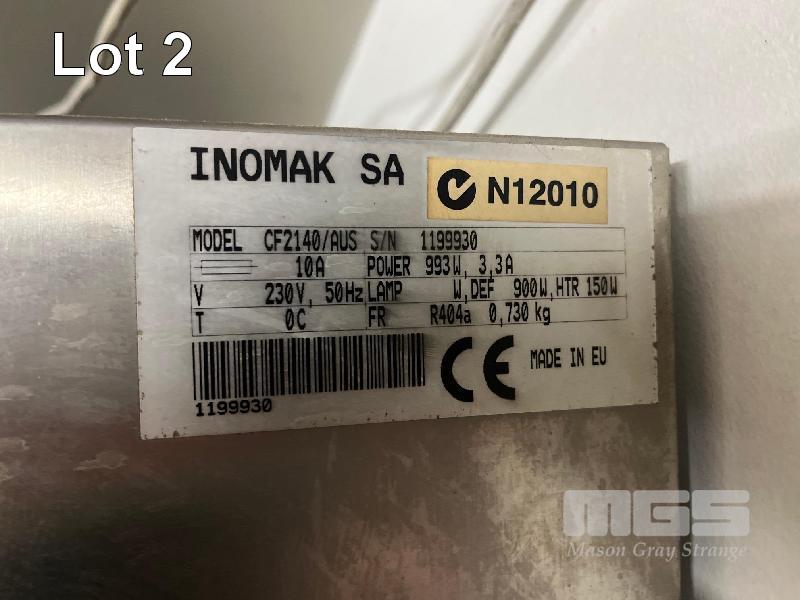 Lot 2
INOMAK SA
N12010
MODEL CF2140/AUS S/N 1199930
10A POWER 993W, 3,3A
V 230V, 50Hz LAMP W, DEF 900W, HTR 150W
T 0C FR R404a 0,730 kg
1199930
CE MADE IN EU
MGS
Mason Gray Strange